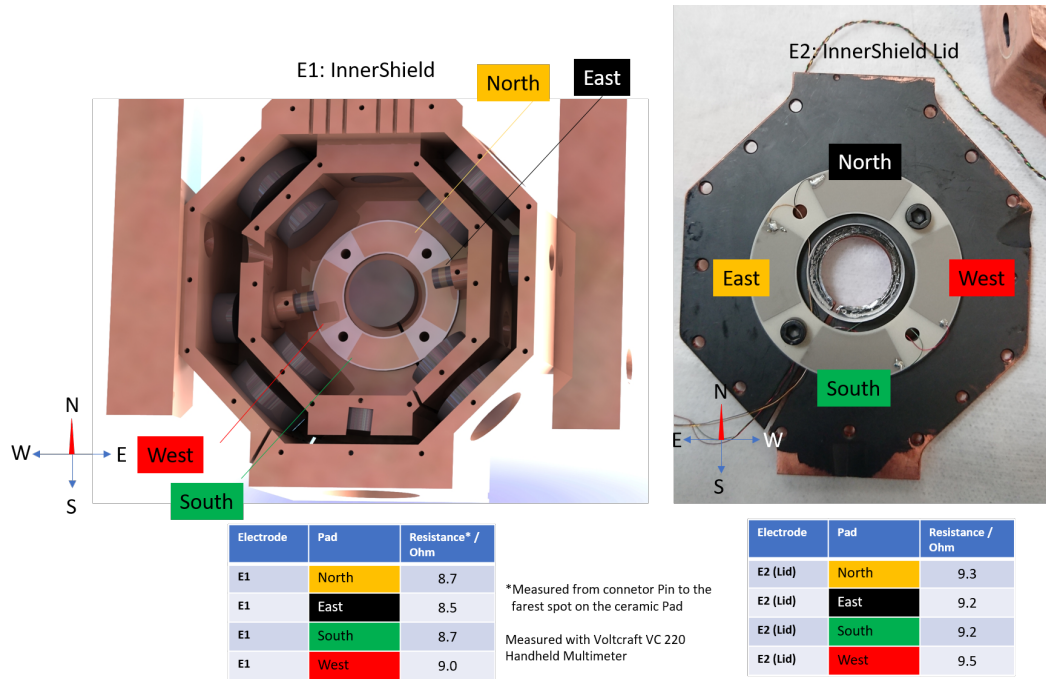 E1: InnerShield
North
East
West
South
N
W
E
S
E2: InnerShield Lid
North
East
West
South
N
E
W
S
Electrode Pad Resistance* / Ohm
E1 North 8.7
E1 East 8.5
E1 South 8.7
E1 West 9.0
*Measured from connetor Pin to the
farest spot on the ceramic Pad
Measured with Voltcraft VC 220
Handheld Multimeter
Electrode Pad Resistance / Ohm
E2 (Lid) North 9.3
E2 (Lid) East 9.2
E2 (Lid) South 9.2
E2 (Lid) West 9.5